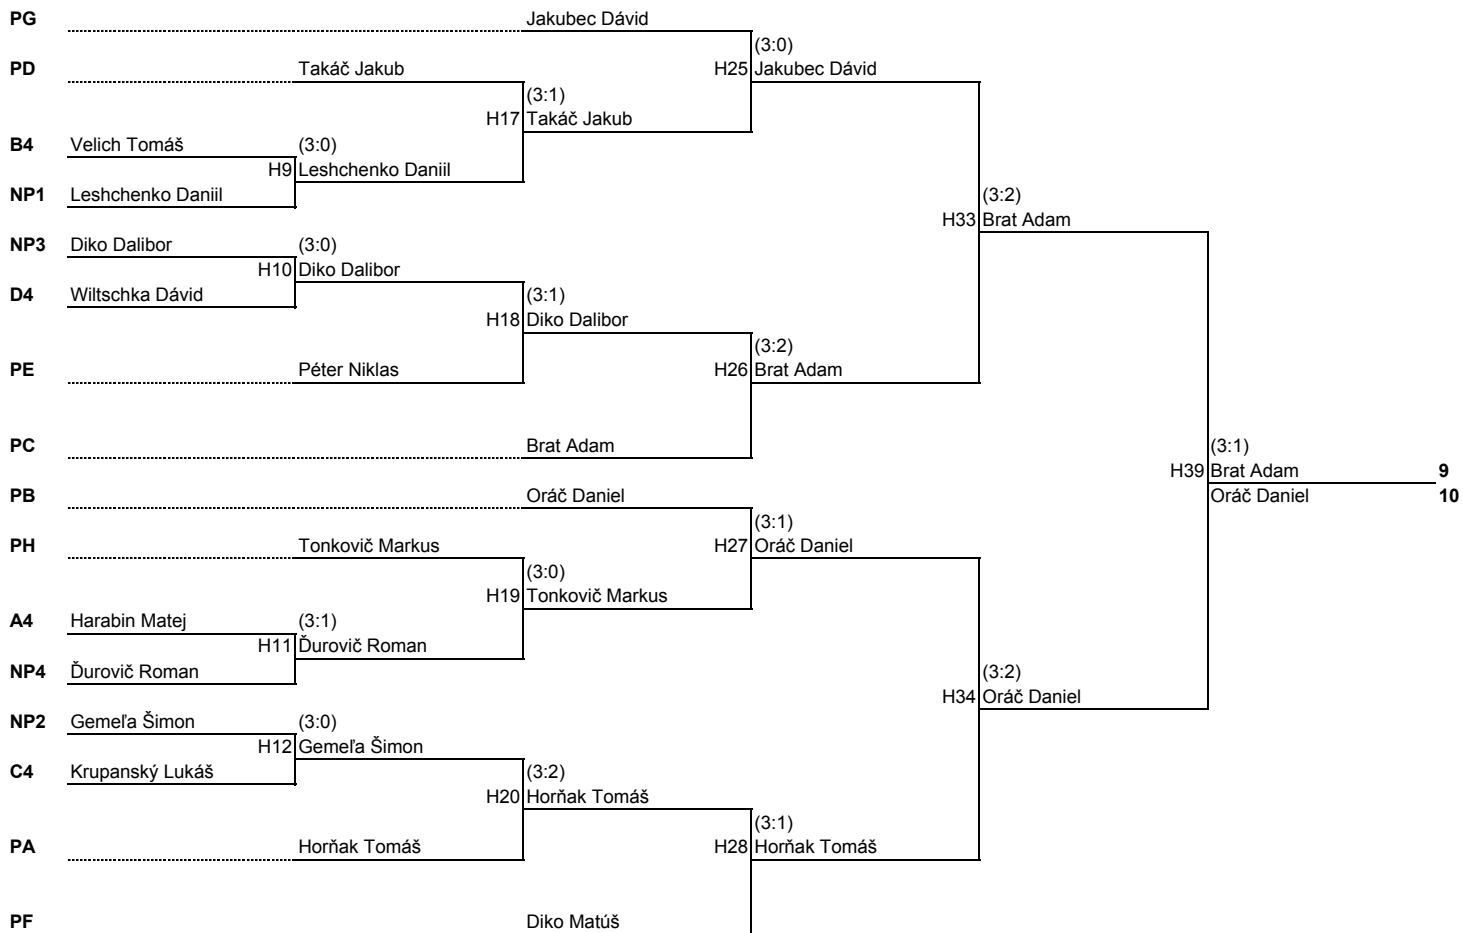 PG Jakubec Dávid
(3:0)
PD Takáč Jakub H25 Jakubec Dávid
(3:1)
H17 Takáč Jakub
B4 Velich Tomáš (3:0)
H9 Leshchenko Daniil
NP1 Leshchenko Daniil (3:2)
H33 Brat Adam
NP3 Diko Dalibor (3:0)
H10 Diko Dalibor
D4 Wiltschka Dávid (3:1)
H18 Diko Dalibor
(3:2)
PE Péter Niklas H26 Brat Adam
PC Brat Adam (3:1)
H39 Brat Adam 9
PB Oráč Daniel Oráč Daniel 10
(3:1)
PH Tonkovič Markus H27 Oráč Daniel
(3:0)
H19 Tonkovič Markus
A4 Harabin Matej (3:1)
H11 Ďurovič Roman
NP4 Ďurovič Roman (3:2)
H34 Oráč Daniel
NP2 Gemeľa Šimon (3:0)
H12 Gemeľa Šimon
C4 Krupanský Lukáš (3:2)
H20 Horňak Tomáš
(3:1)
PA Horňak Tomáš H28 Horňak Tomáš
PF Diko Matúš